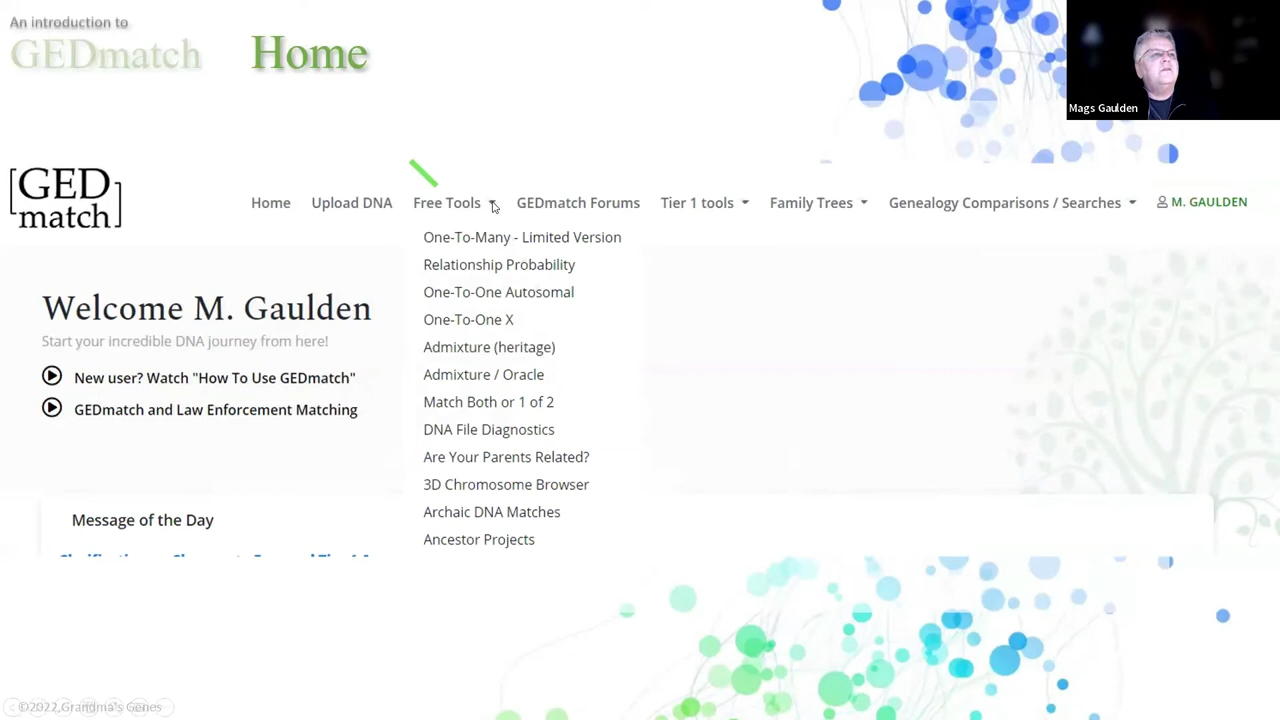 An introduction to
GEDmatch
Home
Mags Gaulden
[GED
match]
Home
Upload DNA
Free Tools
GEDmatch Forums
Tier 1 tools
Family Trees
Genealogy Comparisons / Searches
M. GAULDEN
One-To-Many - Limited Version
Relationship Probability
One-To-One Autosomal
One-To-One X
Admixture (heritage)
Admixture / Oracle
Match Both or 1 of 2
DNA File Diagnostics
Are Your Parents Related?
3D Chromosome Browser
Archaic DNA Matches
Ancestor Projects
Welcome M. Gaulden
Start your incredible DNA journey from here!
New user? Watch "How To Use GEDmatch"
GEDmatch and Law Enforcement Matching
Message of the Day
©2022 Grandma's Genes